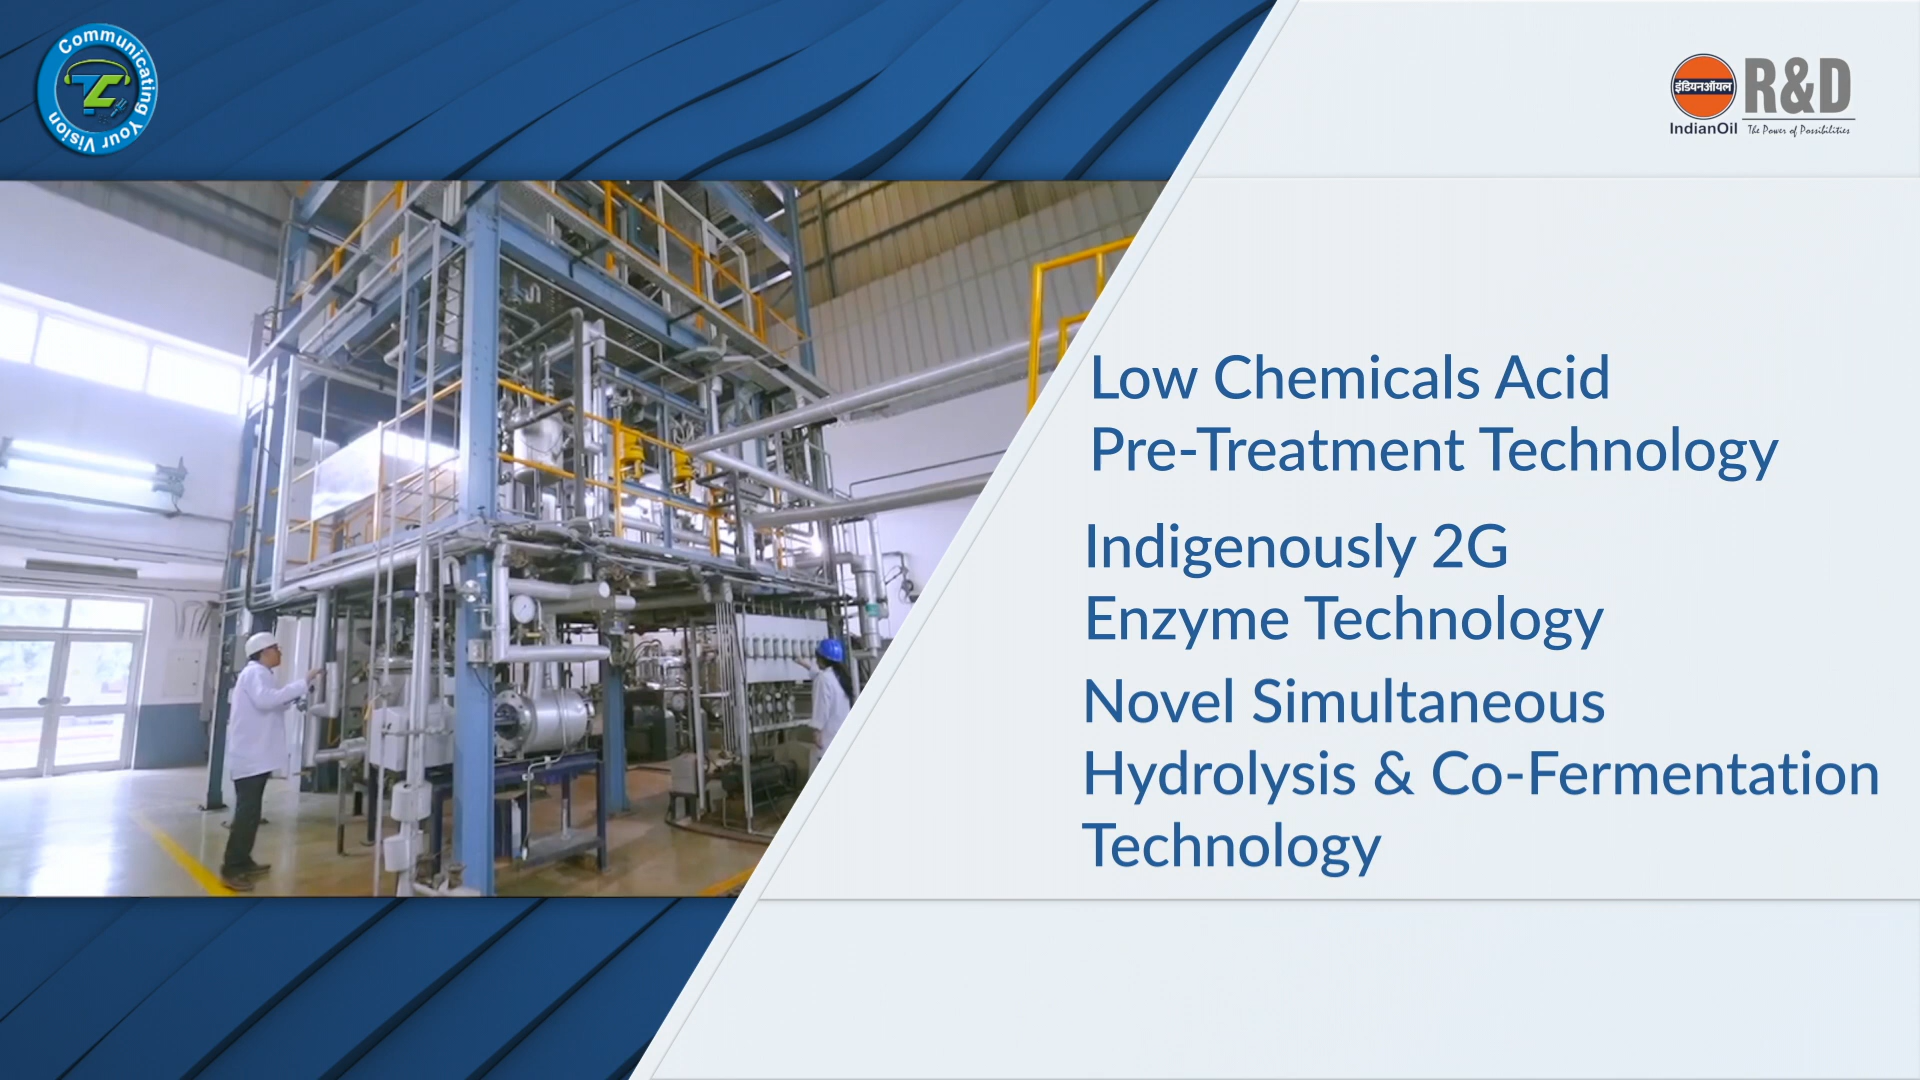 Communicating Your Vision
TC
इंडियनऑयल
IndianOil
R&D
The Power of Possibilities
Low Chemicals Acid
Pre-Treatment Technology
Indigenously 2G
Enzyme Technology
Novel Simultaneous
Hydrolysis & Co-Fermentation
Technology